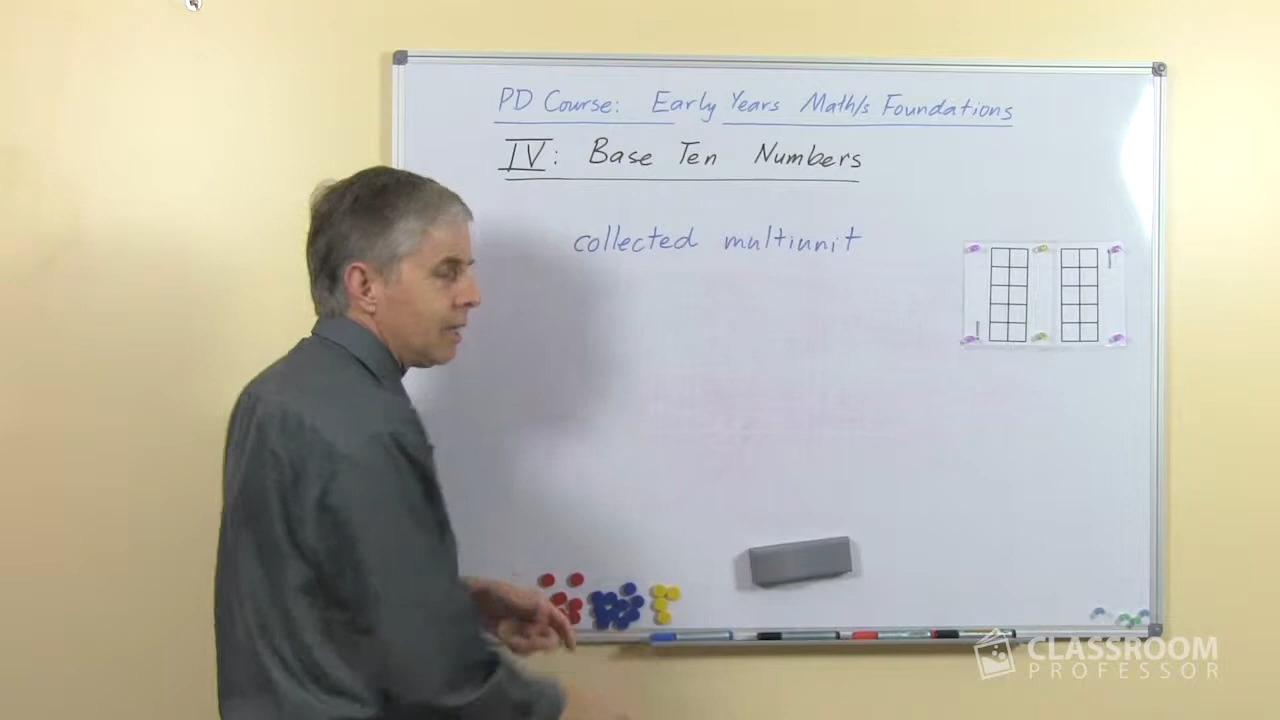 PD Course: Early Years Math/s Foundations
IV: Base Ten Numbers
collected multiunit
CLASSROOM
PROFESSOR